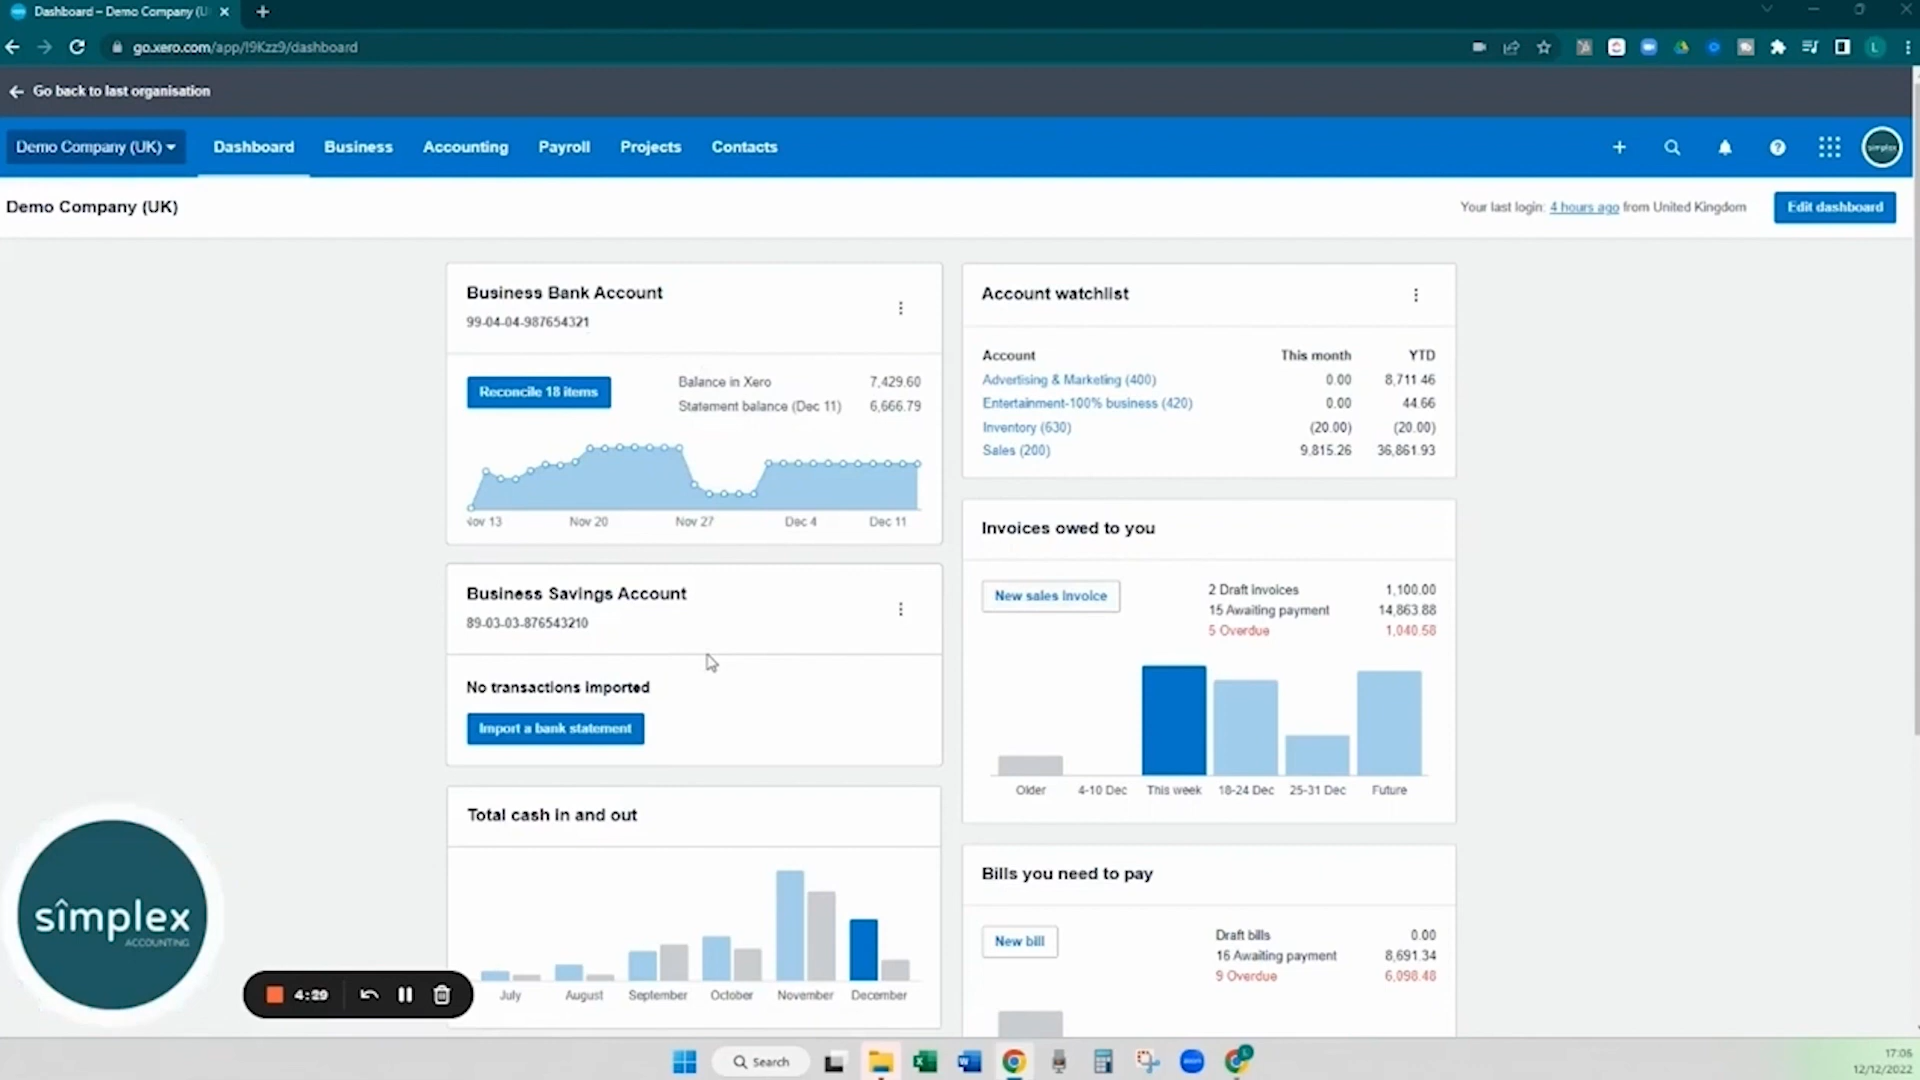 Dashboard – Demo Company (U
go.xero.com/app/!9Kzz9/dashboard
L
Go back to last organisation
Demo Company (UK)
Dashboard
Business
Accounting
Payroll
Projects
Contacts
simplex
Demo Company (UK)
Your last login: 4 hours ago from United Kingdom
Edit dashboard
Business Bank Account
99-04-04-987654321
Reconcile 18 items
Balance in Xero 7,429.60
Statement balance (Dec 11) 6,666.79
Nov 13 Nov 20 Nov 27 Dec 4 Dec 11
Business Savings Account
89-03-03-876543210
No transactions imported
Import a bank statement
Total cash in and out
July August September October November December
Account watchlist
Account This month YTD
Advertising & Marketing (400) 0.00 8,711.46
Entertainment-100% business (420) 0.00 44.66
Inventory (630) (20.00) (20.00)
Sales (200) 9,815.26 36,861.93
Invoices owed to you
New sales invoice
2 Draft invoices 1,100.00
15 Awaiting payment 14,863.88
5 Overdue 1,040.58
Older 4-10 Dec This week 18-24 Dec 25-31 Dec Future
Bills you need to pay
New bill
Draft bills 0.00
16 Awaiting payment 8,691.34
9 Overdue 6,098.48
sîmplex
ACCOUNTING
4:29
Search
17:05
12/12/2022